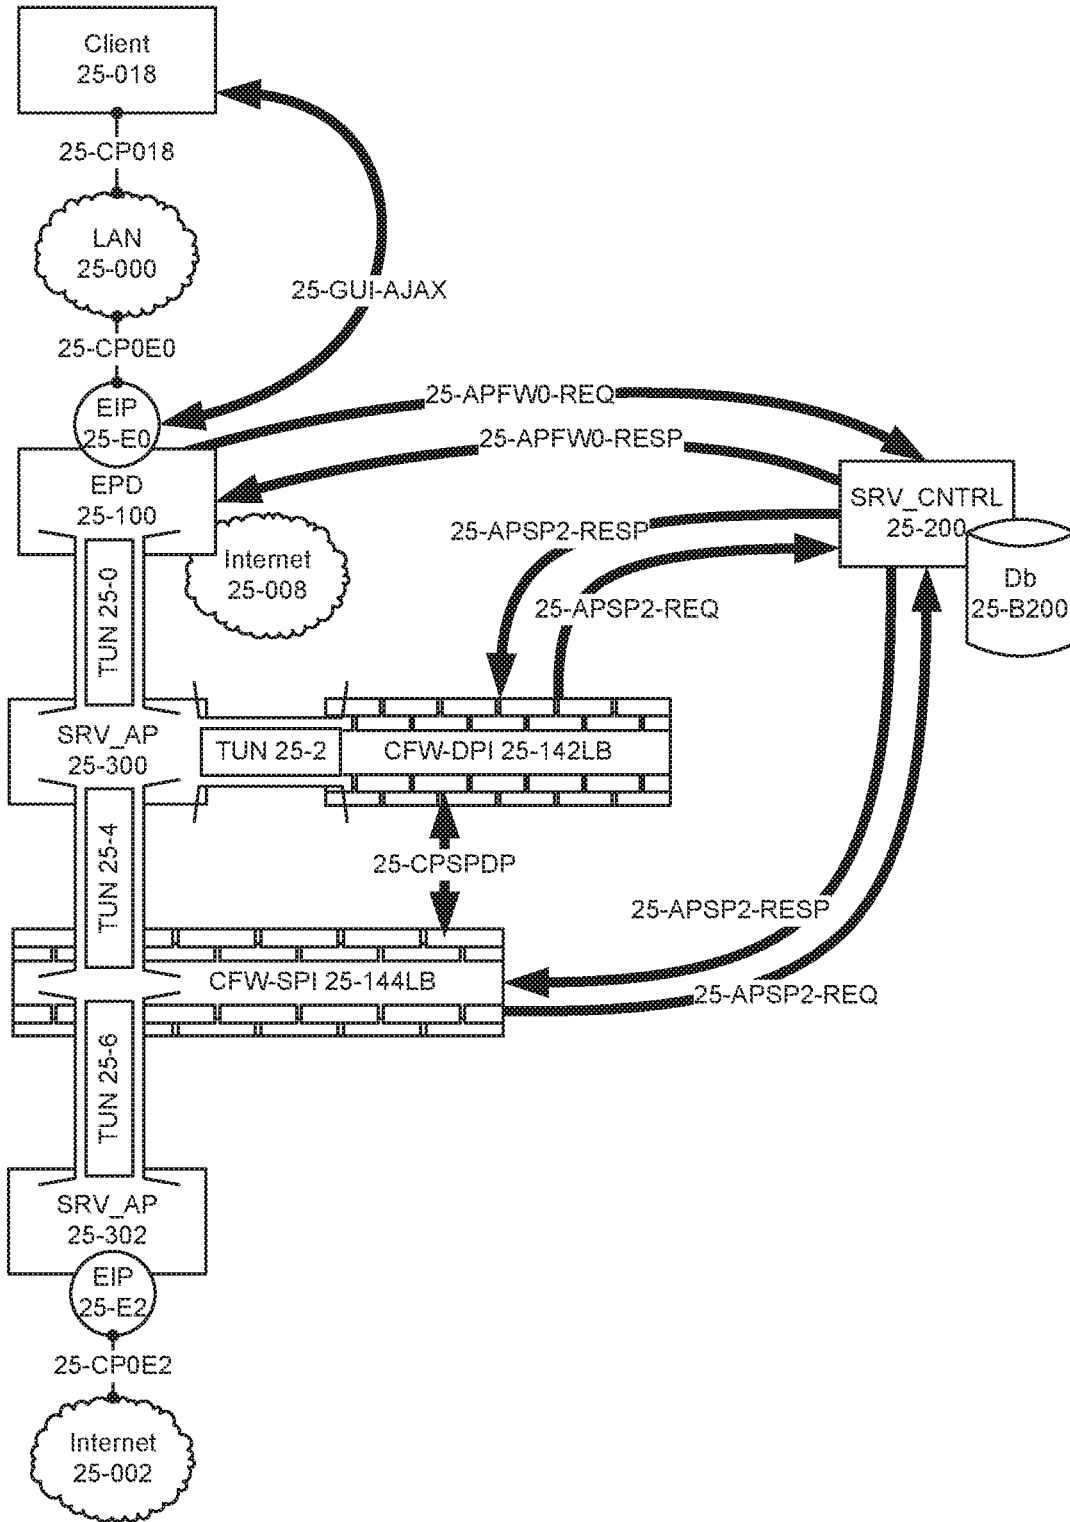 Client
25-018
25-CP018
LAN
25-000
25-GUI-AJAX
25-CP0E0
EIP
25-E0
25-APFW0-REQ
25-APFW0-RESP
EPD
25-100
SRV_CNTRL
25-200
Db
25-B200
Internet
25-008
25-APSP2-RESP
25-APSP2-REQ
TUN 25-0
SRV_AP
25-300
TUN 25-2
CFW-DPI 25-142LB
25-CPSPDP
TUN 25-4
25-APSP2-RESP
CFW-SPI 25-144LB
25-APSP2-REQ
TUN 25-6
SRV_AP
25-302
EIP
25-E2
25-CP0E2
Internet
25-002